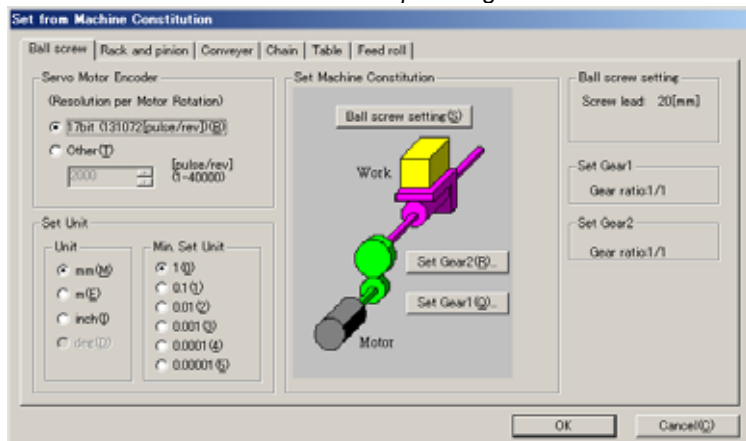 Set from Machine Constitution
Ball screw
Rack and pinion
Conveyer
Chain
Table
Feed roll
Servo Motor Encoder
(Resolution per Motor Rotation)
17bit (131072[pulse/rev])(R)
Other(T)
2000
[pulse/rev]
(1-40000)
Set Unit
Unit
mm(M)
m(E)
inch(I)
deg(D)
Min. Set Unit
1(0)
0.1(1)
0.01(2)
0.001(3)
0.0001(4)
0.00001(5)
Set Machine Constitution
Ball screw setting(S)
Work
Set Gear2(R)...
Set Gear1(Q)...
Motor
Ball screw setting
Screw lead: 20[mm]
Set Gear1
Gear ratio:1/1
Set Gear2
Gear ratio:1/1
OK
Cancel(C)